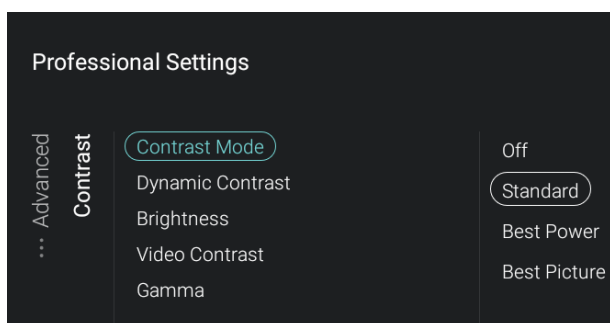 Professional Settings
... Advanced
Contrast
Contrast Mode
Dynamic Contrast
Brightness
Video Contrast
Gamma
Off
Standard
Best Power
Best Picture